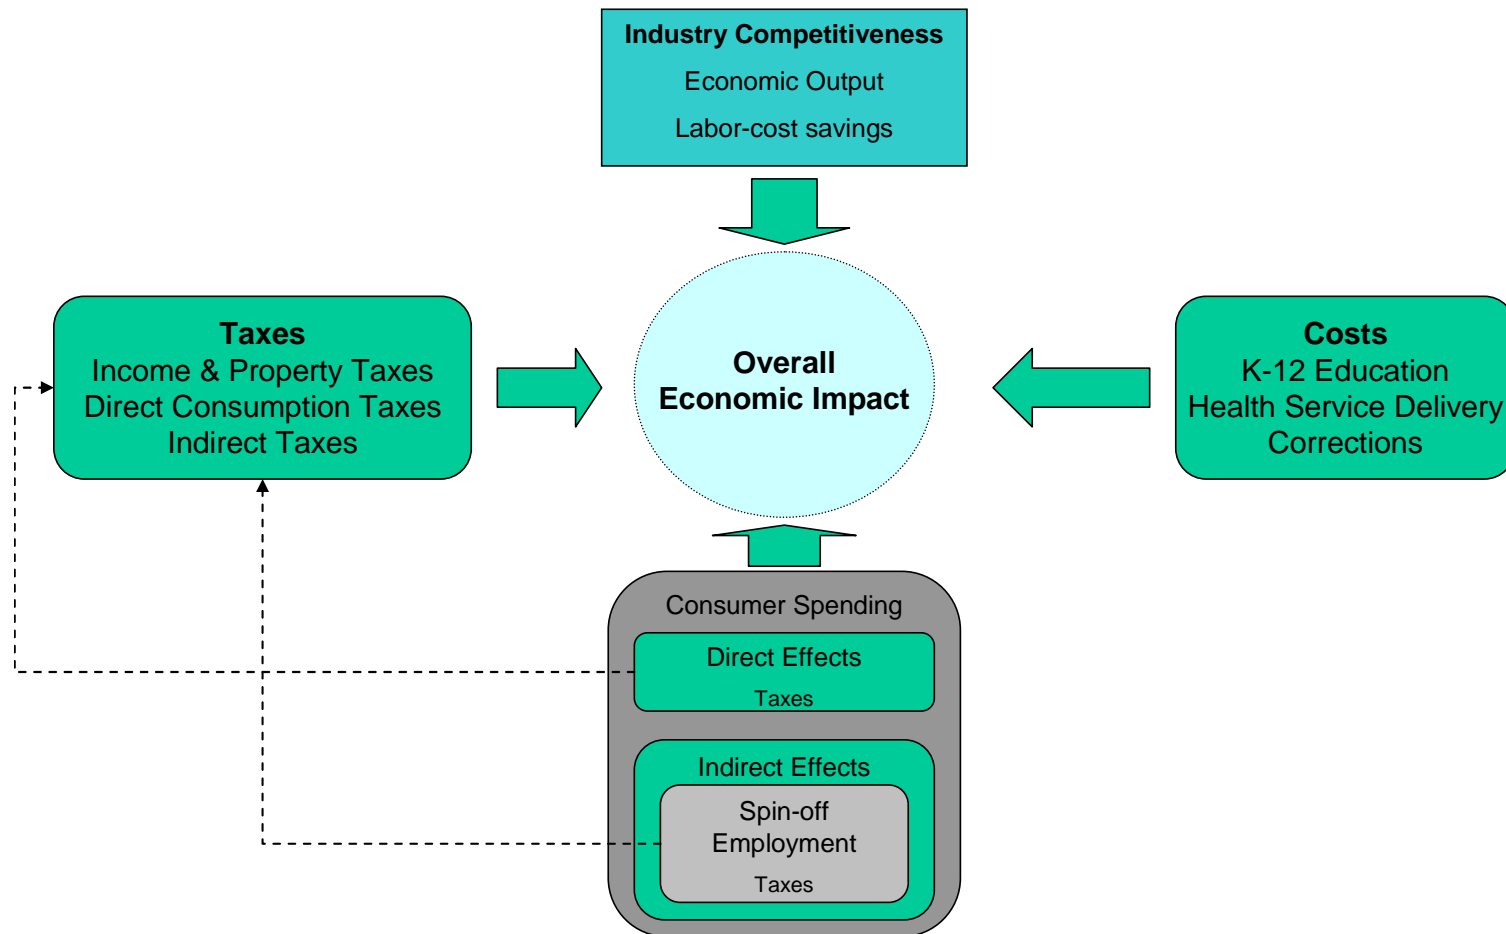 Industry Competitiveness
Economic Output
Labor-cost savings
Taxes
Income & Property Taxes
Direct Consumption Taxes
Indirect Taxes
Overall
Economic Impact
Costs
K-12 Education
Health Service Delivery
Corrections
Consumer Spending
Direct Effects
Taxes
Indirect Effects
Spin-off
Employment
Taxes